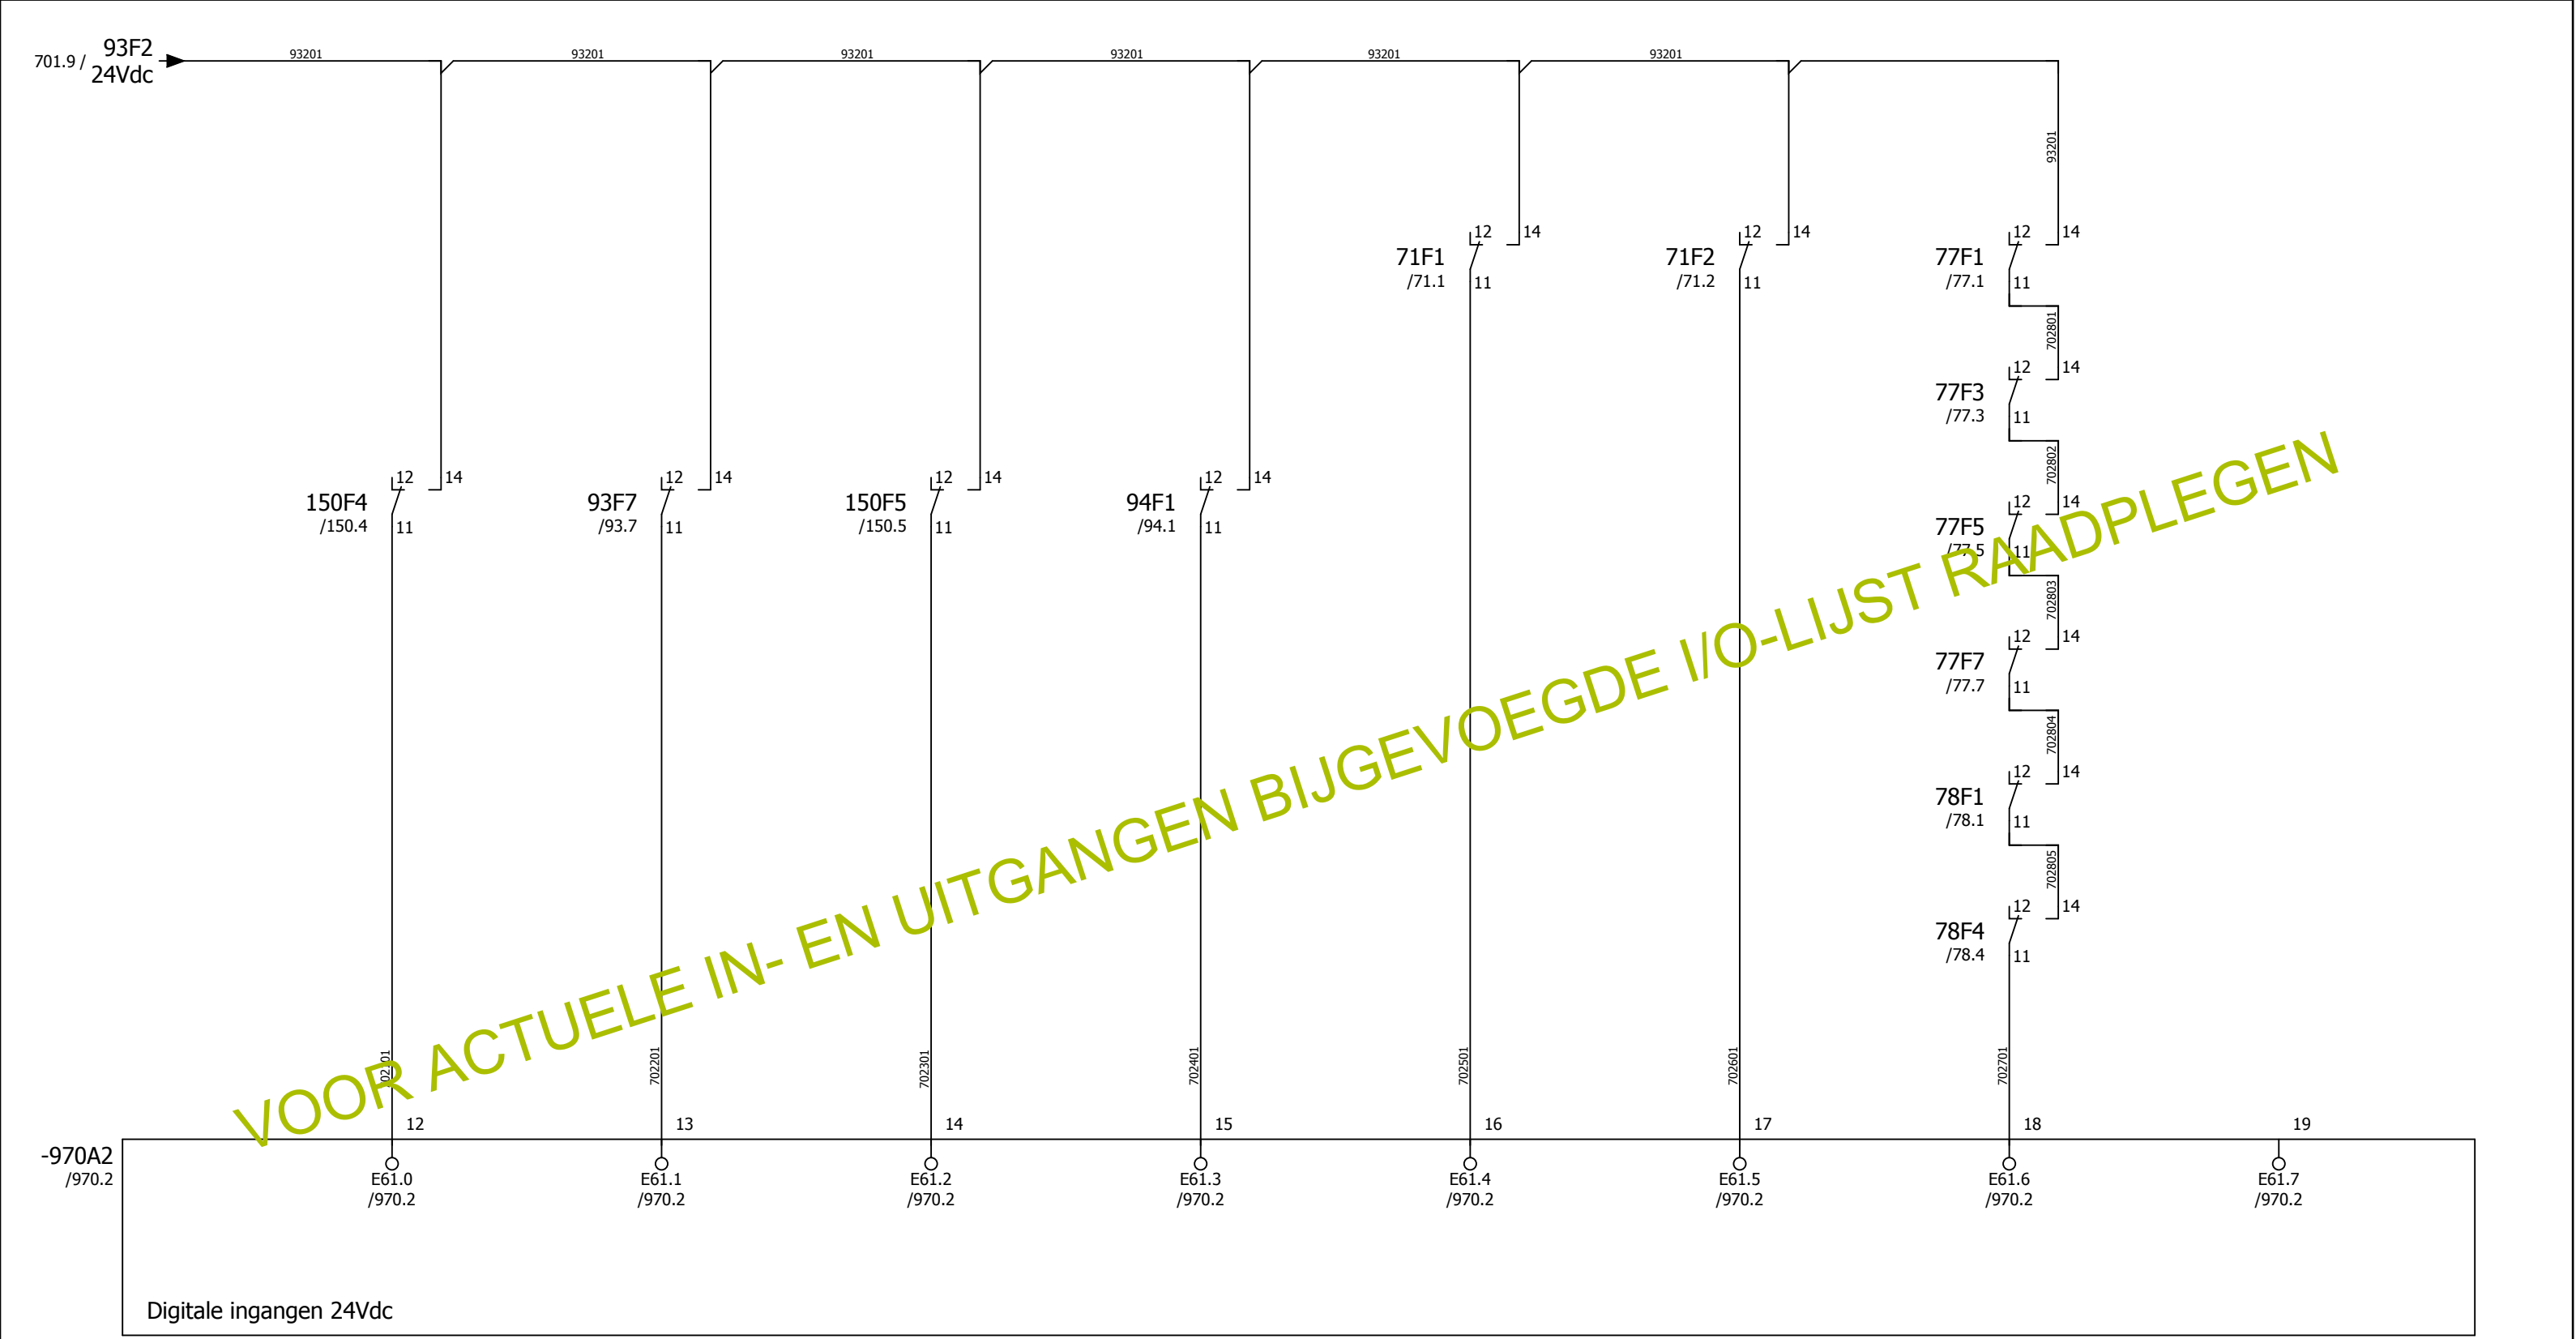 93F2
701.9 /
24Vdc
93201 93201 93201 93201 93201 93201
93201
12 14 12 14 12 14
71F1 71F2 77F1
/71.1 11 /71.2 11 /77.1 11
702801
12 14
77F3
/77.3 11
702802
12 14 12 14 12 14 12 14
150F4 93F7 150F5 94F1
/150.4 11 /93.7 11 /150.5 11 /94.1 11
12 14
77F5
/77.5 11
702803
12 14
77F7
/77.7 11
702804
12 14
78F1
/78.1 11
702805
12 14
78F4
/78.4 11
VOOR ACTUELE IN- EN UITGANGEN BIJGEVOEGDE I/O-LIJST RAADPLEGEN
702201 702301 702401 702501 702601 702701
12 13 14 15 16 17 18 19
-970A2
/970.2
E61.0 E61.1 E61.2 E61.3 E61.4 E61.5 E61.6 E61.7
/970.2 /970.2 /970.2 /970.2 /970.2 /970.2 /970.2 /970.2
Digitale ingangen 24Vdc